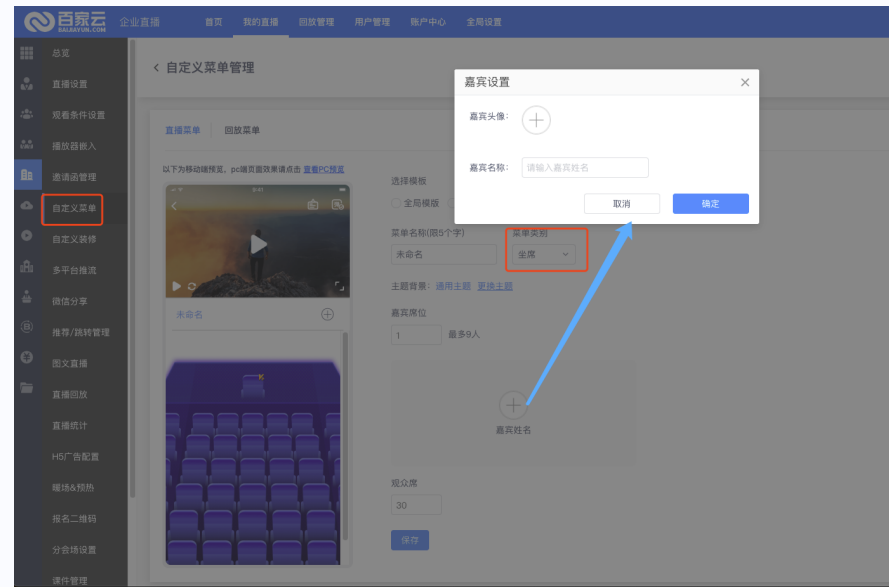 百家云
BAIJIAYUN.COM
企业直播
首页
我的直播
回放管理
用户管理
账户中心
全局设置
总览
直播设置
观看条件设置
播放器嵌入
邀请函管理
自定义菜单
自定义装修
多平台推流
微信分享
推荐/跳转管理
图文直播
直播回放
直播统计
H5广告配置
暖场&预热
报名二维码
分会场设置
课件管理
自定义菜单管理
直播菜单
回放菜单
以下为移动端预览，pc端页面效果请点击 查看PC预览
9:41
未命名
选择模板
全局模版
菜单名称(限5个字)
菜单类别
未命名
坐席
主题背景：通用主题 更换主题
嘉宾席位
1
最多9人
嘉宾姓名
观众席
30
保存
嘉宾设置
嘉宾头像:
嘉宾名称:
请输入嘉宾姓名
取消
确定